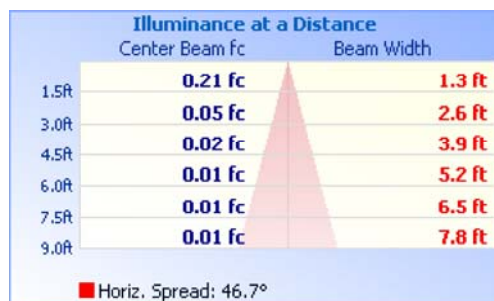 Illuminance at a Distance
Center Beam fc Beam Width
1.5ft 0.21 fc 1.3 ft
3.0ft 0.05 fc 2.6 ft
4.5ft 0.02 fc 3.9 ft
6.0ft 0.01 fc 5.2 ft
7.5ft 0.01 fc 6.5 ft
9.0ft 0.01 fc 7.8 ft
Horiz. Spread: 46.7°